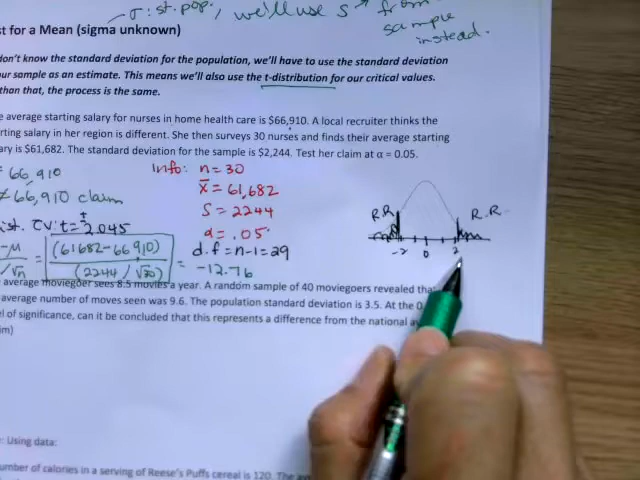 σ: st. pop., we'll use s from
sample
instead.
t for a Mean (sigma unknown)
don't know the standard deviation for the population, we'll have to use the standard deviation
ur sample as an estimate. This means we'll also use the t-distribution for our critical values.
than that, the process is the same.
e average starting salary for nurses in home health care is $66,910. A local recruiter thinks the
rting salary in her region is different. She then surveys 30 nurses and finds their average starting
ary is $61,682. The standard deviation for the sample is $2,244. Test her claim at α = 0.05.
= 66,910
≠ 66,910 claim
ist. CV: t = ± 2.045
-M
/√n
= (61682-66910)
(2244/√30)
= -12.76
Info: n = 30
x̄ = 61,682
S = 2244
α = .05
d.f = n-1 = 29
R.R R.R.
-2 0 2
average moviegoer sees 8.5 movies a year. A random sample of 40 moviegoers revealed tha
average number of moves seen was 9.6. The population standard deviation is 3.5. At the 0
el of significance, can it be concluded that this represents a difference from the national av
im)
: Using data:
umber of calories in a serving of Reese's Puffs cereal is 120. The